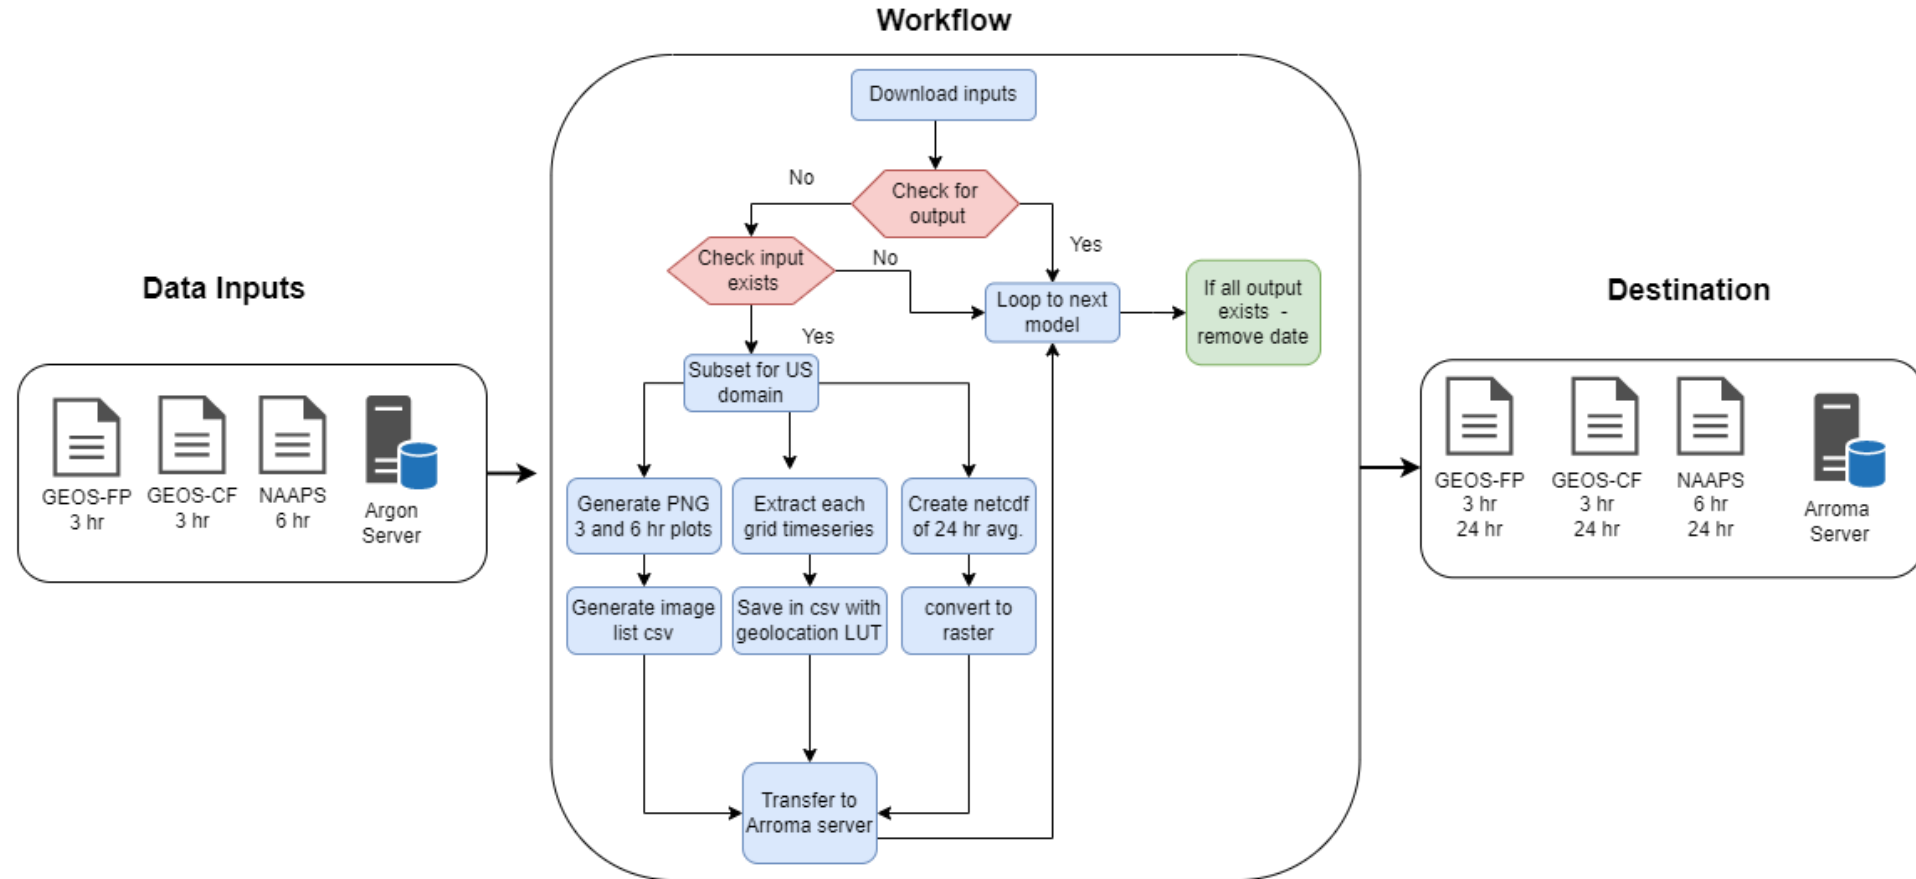 Workflow
Download inputs
No
Check for
output
Check input
exists
No
Yes
Data Inputs
Loop to next
model
If all output
exists -
remove date
Destination
Yes
Subset for US
domain
GEOS-FP
3 hr
GEOS-CF
3 hr
NAAPS
6 hr
Argon
Server
Generate PNG
3 and 6 hr plots
Extract each
grid timeseries
Create netcdf
of 24 hr avg.
GEOS-FP
3 hr
24 hr
GEOS-CF
3 hr
24 hr
NAAPS
6 hr
24 hr
Arroma
Server
Generate image
list csv
Save in csv with
geolocation LUT
convert to
raster
Transfer to
Arroma server